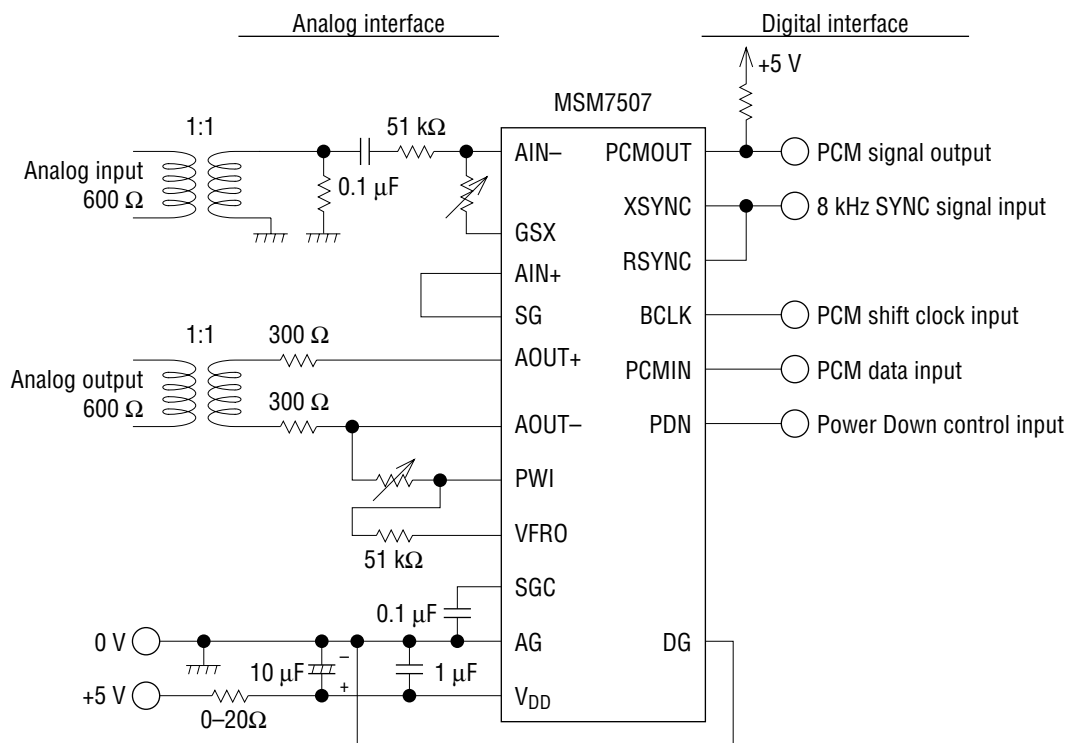 Analog interface
Digital interface
+5 V
MSM7507
1:1
51 kΩ
Analog input
600 Ω
0.1 μF
AIN–
GSX
AIN+
SG
PCMOUT
PCM signal output
XSYNC
8 kHz SYNC signal input
RSYNC
BCLK
PCM shift clock input
1:1
300 Ω
Analog output
600 Ω
300 Ω
AOUT+
PCMIN
PCM data input
AOUT–
PDN
Power Down control input
PWI
VFRO
51 kΩ
SGC
0.1 μF
0 V
AG
DG
10 μF
–
+
1 μF
+5 V
0–20Ω
VDD